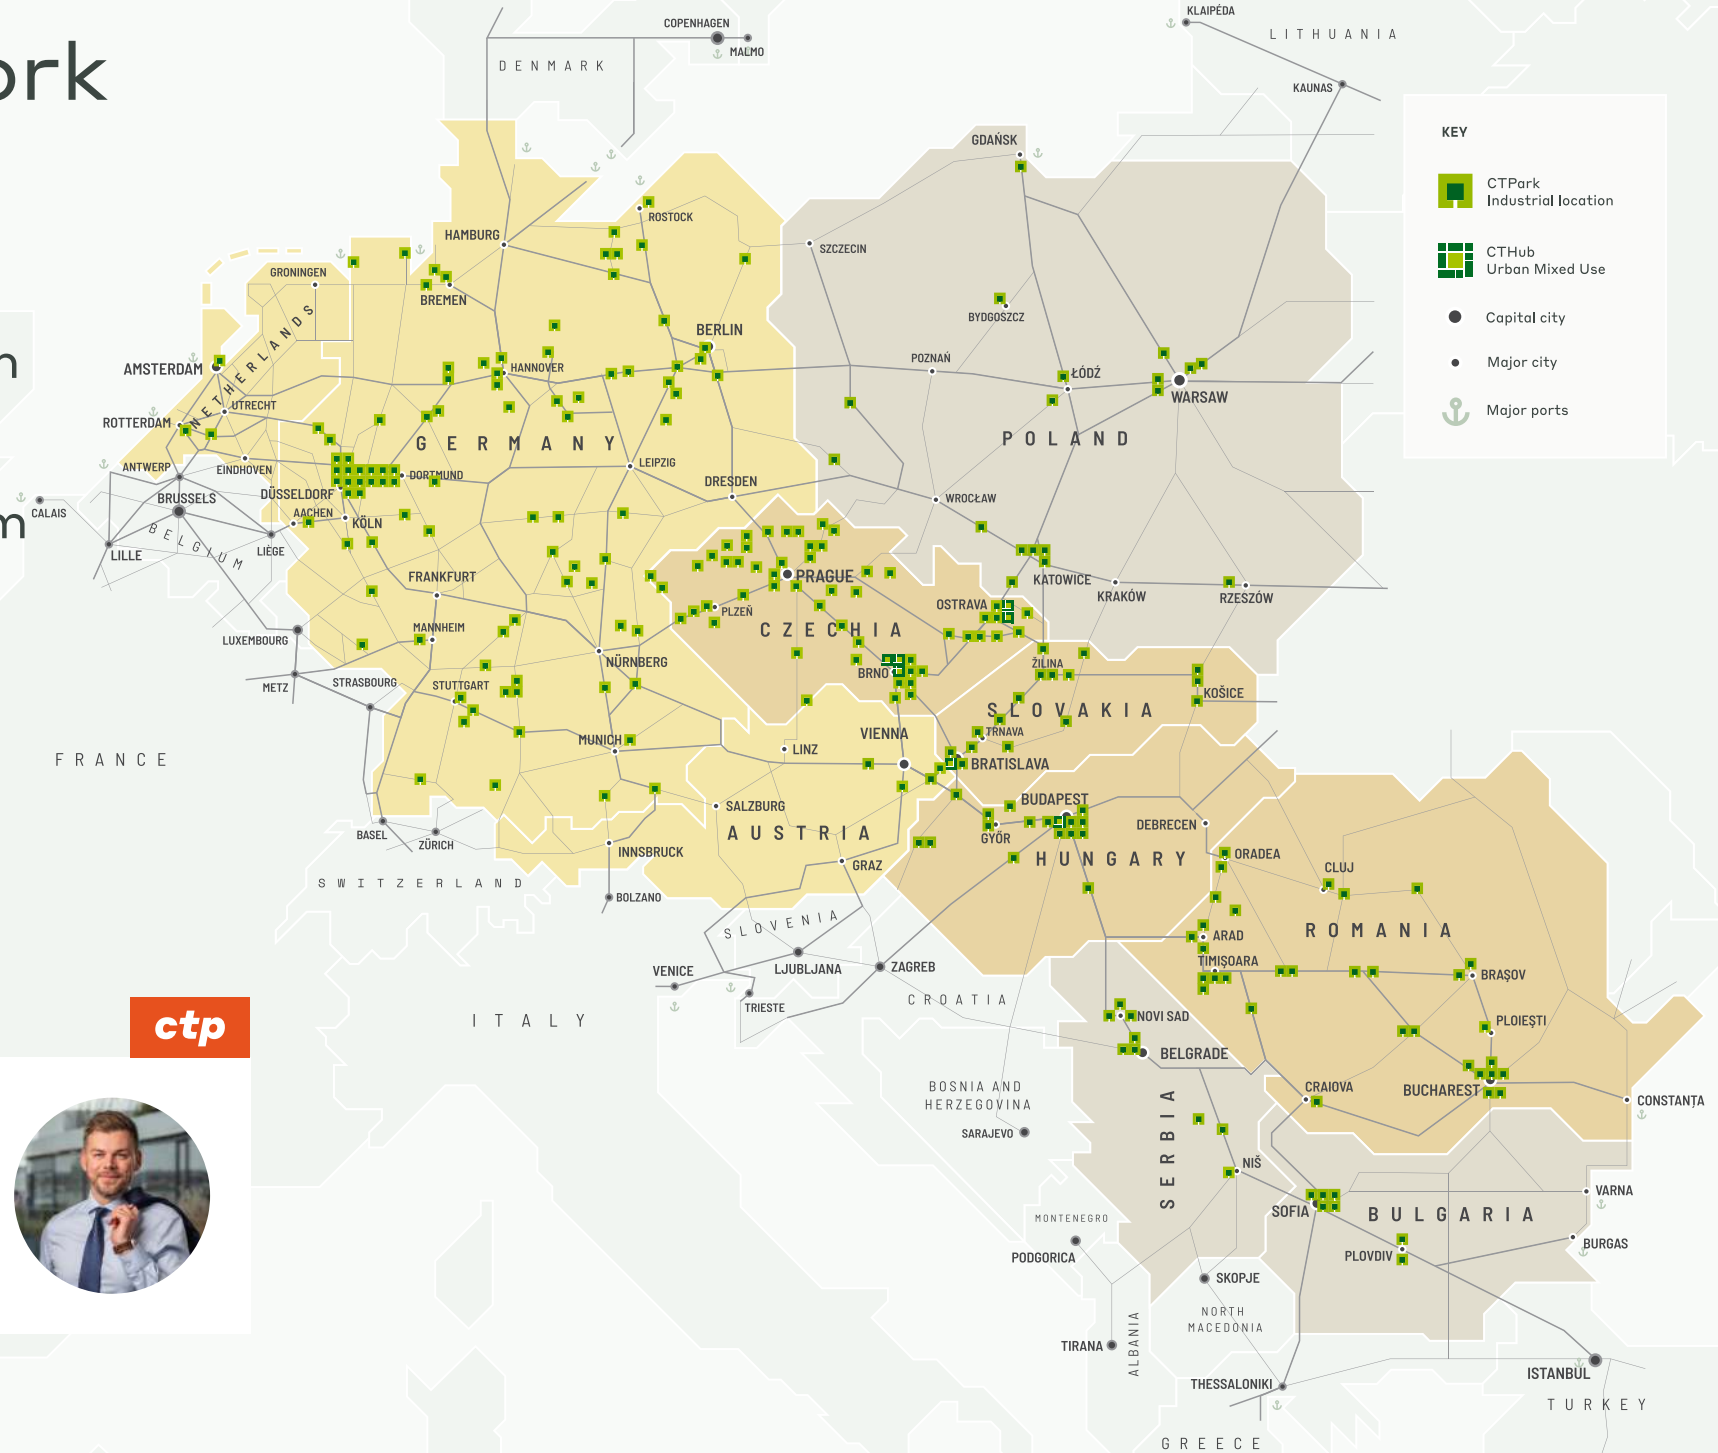 ork
n
m
COPENHAGEN
MALMO
DENMARK
KLAIPĖDA
LITHUANIA
KAUNAS
KEY
CTPark
Industrial location
CTHub
Urban Mixed Use
Capital city
Major city
Major ports
GDAŃSK
ROSTOCK
HAMBURG
SZCZECIN
GRONINGEN
BREMEN
BYDGOSZCZ
BERLIN
AMSTERDAM
NETHERLANDS
HANNOVER
POZNAŃ
ŁÓDŹ
WARSAW
UTRECHT
ROTTERDAM
GERMANY
POLAND
ANTWERP
EINDHOVEN
DORTMUND
LEIPZIG
DRESDEN
DÜSSELDORF
BRUSSELS
WROCŁAW
CALAIS
AACHEN
KÖLN
BELGIUM
LILLE
LIÈGE
FRANKFURT
PRAGUE
KATOWICE
KRAKÓW
RZESZÓW
PLZEŇ
OSTRAVA
CZECHIA
LUXEMBOURG
MANNHEIM
NÜRNBERG
BRNO
ŽILINA
METZ
STRASBOURG
STUTTGART
KOŠICE
SLOVAKIA
TRNAVA
VIENNA
MUNICH
LINZ
BRATISLAVA
FRANCE
BUDAPEST
SALZBURG
AUSTRIA
GYÖR
DEBRECEN
BASEL
ZÜRICH
INNSBRUCK
GRAZ
HUNGARY
ORADEA
CLUJ
SWITZERLAND
BOLZANO
SLOVENIA
ROMANIA
ARAD
TIMIŞOARA
VENICE
LJUBLJANA
ZAGREB
BRAŞOV
TRIESTE
CROATIA
NOVI SAD
PLOIEŞTI
ITALY
ctp
BELGRADE
BOSNIA AND
HERZEGOVINA
CRAIOVA
BUCHAREST
CONSTANȚA
SARAJEVO
SERBIA
NIŠ
VARNA
SOFIA
BULGARIA
MONTENEGRO
PODGORICA
PLOVDIV
BURGAS
SKOPJE
NORTH
MACEDONIA
TIRANA
ALBANIA
ISTANBUL
THESSALONIKI
TURKEY
GREECE